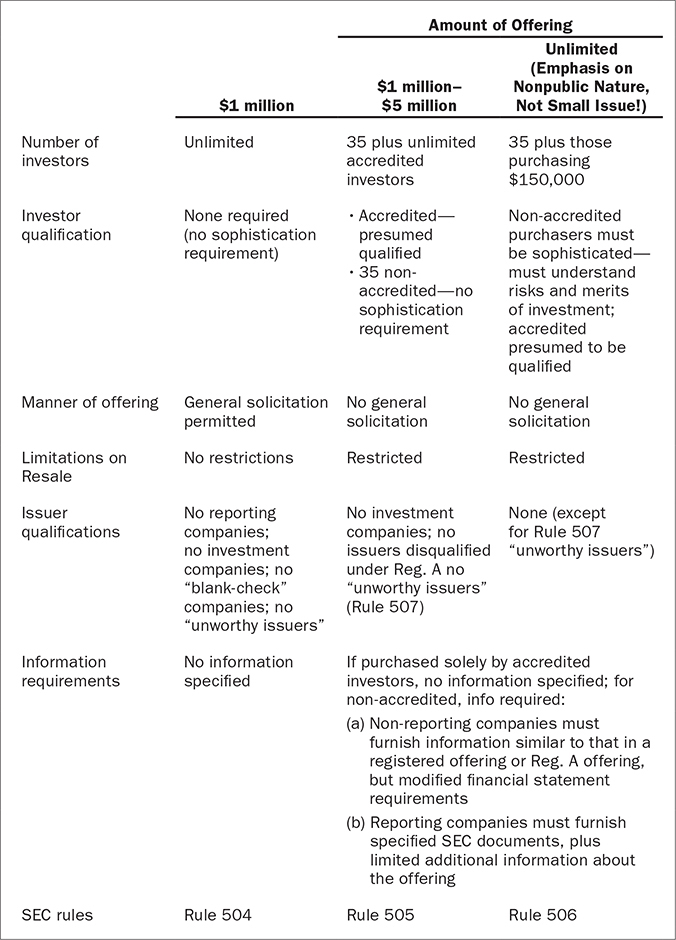 Amount of Offering
$1 million
$1 million–
$5 million
Unlimited
(Emphasis on
Nonpublic Nature,
Not Small Issue!)
Number of
investors
Unlimited
35 plus unlimited
accredited
investors
35 plus those
purchasing
$150,000
Investor
qualification
None required
(no sophistication
requirement)
• Accredited—
presumed
qualified
• 35 non-
accredited—no
sophistication
requirement
Non-accredited
purchasers must
be sophisticated—
must understand
risks and merits
of investment;
accredited
presumed to be
qualified
Manner of offering
General solicitation
permitted
No general
solicitation
No general
solicitation
Limitations on
Resale
No restrictions
Restricted
Restricted
Issuer
qualifications
No reporting
companies;
no investment
companies; no
“blank-check”
companies; no
“unworthy issuers”
No investment
companies; no
issuers disqualified
under Reg. A no
“unworthy issuers”
(Rule 507)
None (except
for Rule 507
“unworthy issuers”)
Information
requirements
No information
specified
If purchased solely by accredited
investors, no information specified; for
non-accredited, info required:
(a) Non-reporting companies must
furnish information similar to that in a
registered offering or Reg. A offering,
but modified financial statement
requirements
(b) Reporting companies must furnish
specified SEC documents, plus
limited additional information about
the offering
SEC rules
Rule 504
Rule 505
Rule 506